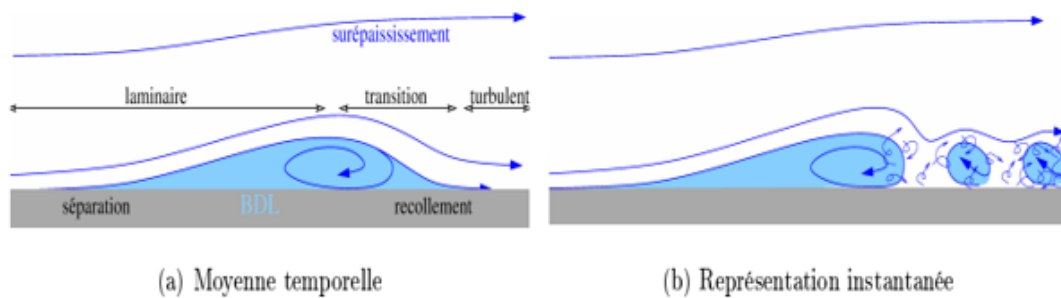 surépaississement
laminaire transition turbulent
séparation BDL recollement
(a) Moyenne temporelle
(b) Représentation instantanée